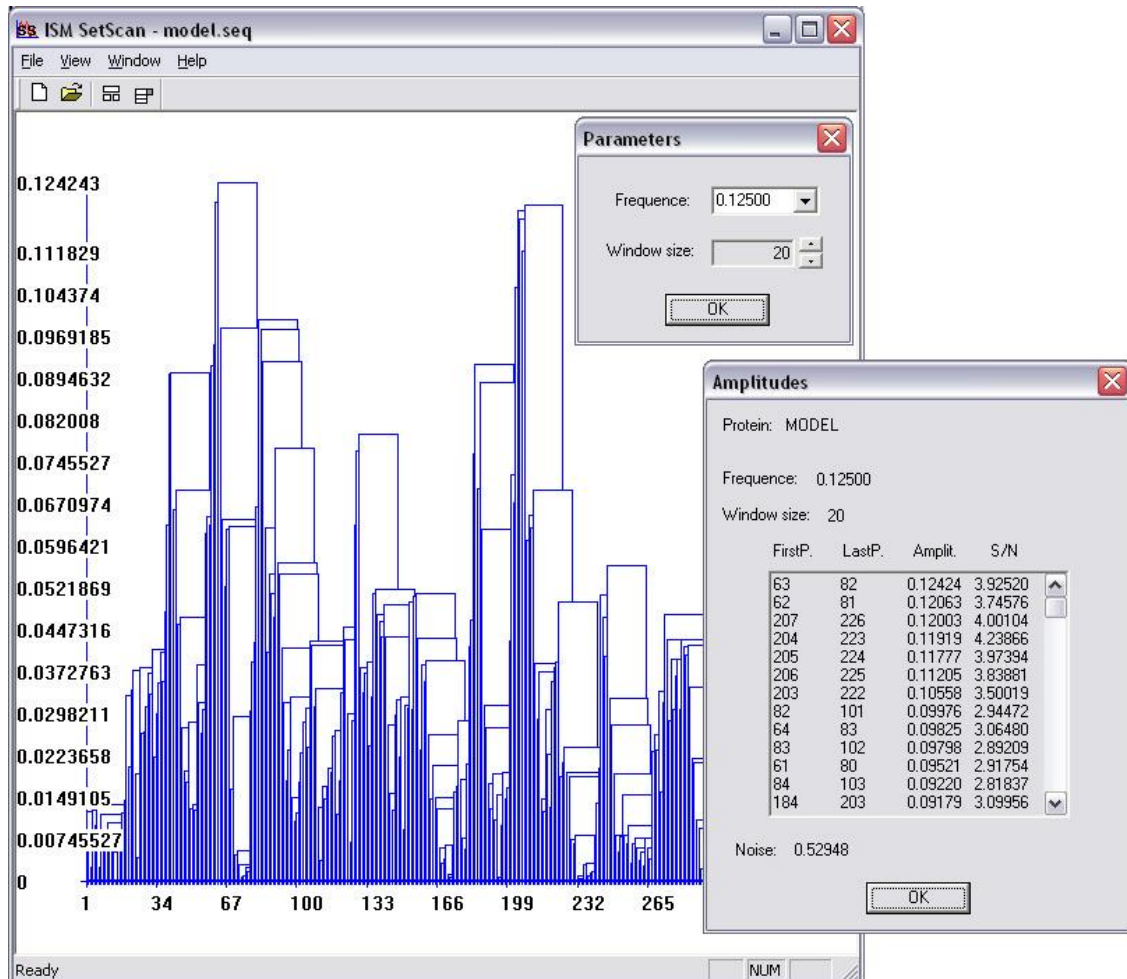 ISM SetScan - model.seq
File View Window Help
0.124243
0.111829
0.104374
0.0969185
0.0894632
0.082008
0.0745527
0.0670974
0.0596421
0.0521869
0.0447316
0.0372763
0.0298211
0.0223658
0.0149105
0.00745527
0
1 34 67 100 133 166 199 232 265
Parameters
Frequence: 0.12500
Window size: 20
OK
Amplitudes
Protein: MODEL
Frequence: 0.12500
Window size: 20
FirstP. LastP. Amplit. S/N
63 82 0.12424 3.92520
62 81 0.12063 3.74576
207 226 0.12003 4.00104
204 223 0.11919 4.23866
205 224 0.11777 3.97394
206 225 0.11205 3.83881
203 222 0.10558 3.50019
82 101 0.09976 2.94472
64 83 0.09825 3.06480
83 102 0.09798 2.89209
61 80 0.09521 2.91754
84 103 0.09220 2.81837
184 203 0.09179 3.09956
Noise: 0.52948
OK
Ready NUM